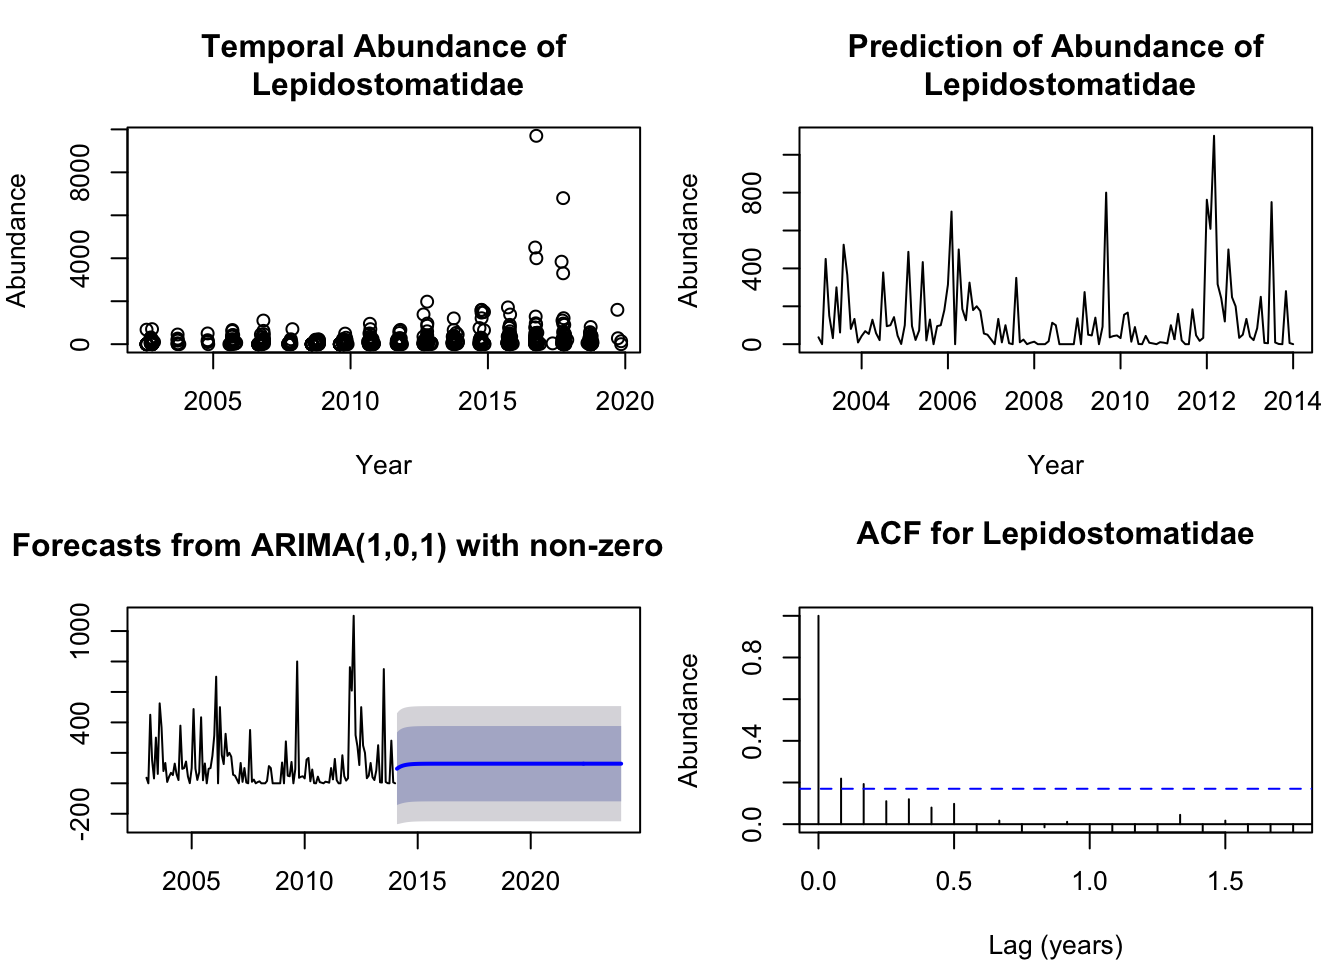 Temporal Abundance of
Lepidostomatidae
Abundance
8000
4000
0
2005 2010 2015 2020
Year
Prediction of Abundance of
Lepidostomatidae
Abundance
800
400
0
2004 2006 2008 2010 2012 2014
Year
Forecasts from ARIMA(1,0,1) with non-zero
1000
400
-200
2005 2010 2015 2020
ACF for Lepidostomatidae
Abundance
0.8
0.4
0.0
0.0 0.5 1.0 1.5
Lag (years)